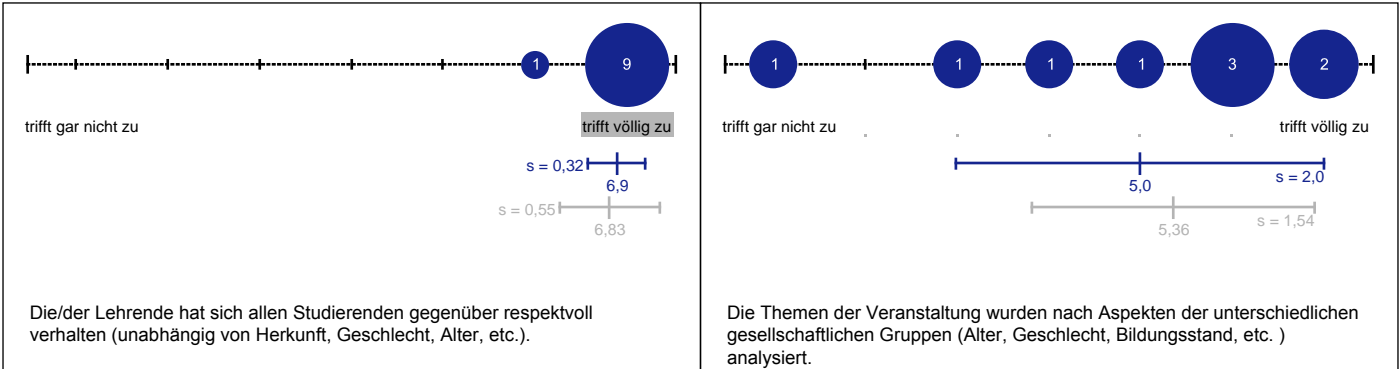 1
9
trifft gar nicht zu
trifft völlig zu
s = 0,32
6,9
s = 0,55
6,83
Die/der Lehrende hat sich allen Studierenden gegenüber respektvoll
verhalten (unabhängig von Herkunft, Geschlecht, Alter, etc.).
1
1
1
1
3
2
trifft gar nicht zu
trifft völlig zu
s = 2,0
5,0
s = 1,54
5,36
Die Themen der Veranstaltung wurden nach Aspekten der unterschiedlichen
gesellschaftlichen Gruppen (Alter, Geschlecht, Bildungsstand, etc. )
analysiert.